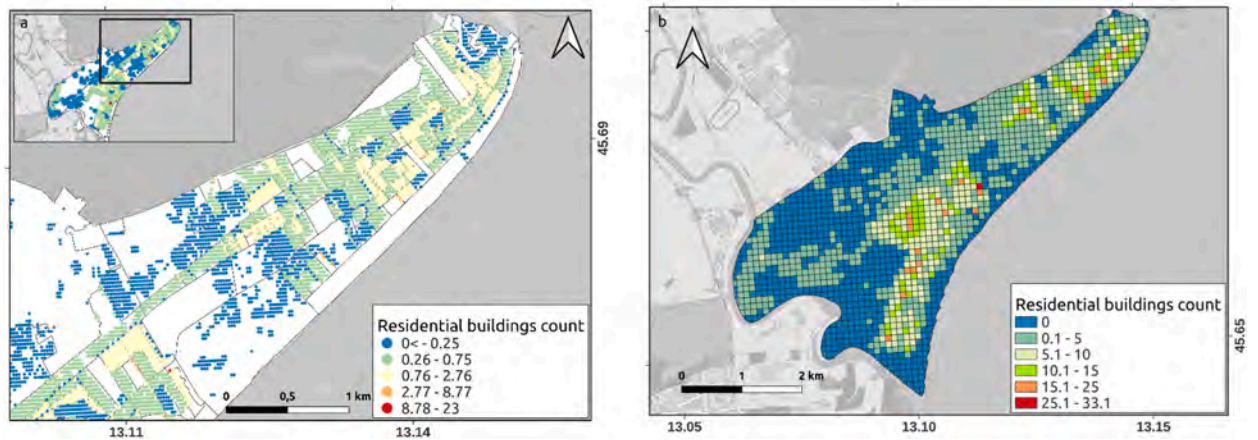 a
45.69
Residential buildings count
0< - 0.25
0.26 - 0.75
0.76 - 2.76
2.77 - 8.77
8.78 - 23
0 0,5 1 km
13.11 13.14
b
45.65
Residential buildings count
0
0.1 - 5
5.1 - 10
10.1 - 15
15.1 - 25
25.1 - 33.1
0 1 2 km
13.05 13.10 13.15